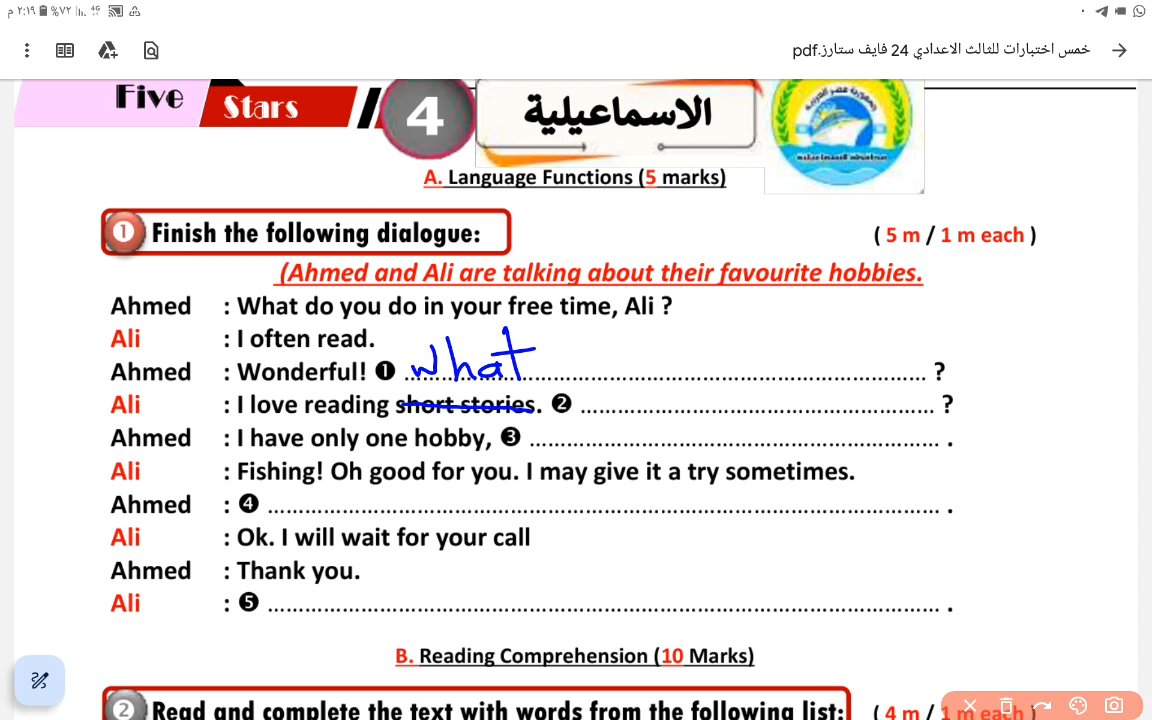 م ٢:١٩ %٧٢ 4G
خمس اختبارات للثالث الاعدادي 24 فايف ستارز.pdf
Five Stars 4 الاسماعيلية
A. Language Functions (5 marks)
1 Finish the following dialogue: ( 5 m / 1 m each )
(Ahmed and Ali are talking about their favourite hobbies.
Ahmed : What do you do in your free time, Ali ?
Ali : I often read.
Ahmed : Wonderful! ❶ what ........................................ ?
Ali : I love reading short stories. ❷ ........................................ ?
Ahmed : I have only one hobby, ❸ ........................................ .
Ali : Fishing! Oh good for you. I may give it a try sometimes.
Ahmed : ❹ ........................................ .
Ali : Ok. I will wait for your call
Ahmed : Thank you.
Ali : ❺ ........................................ .
B. Reading Comprehension (10 Marks)
2 Read and complete the text with words from the following list: ( 4 m / 1 m each )